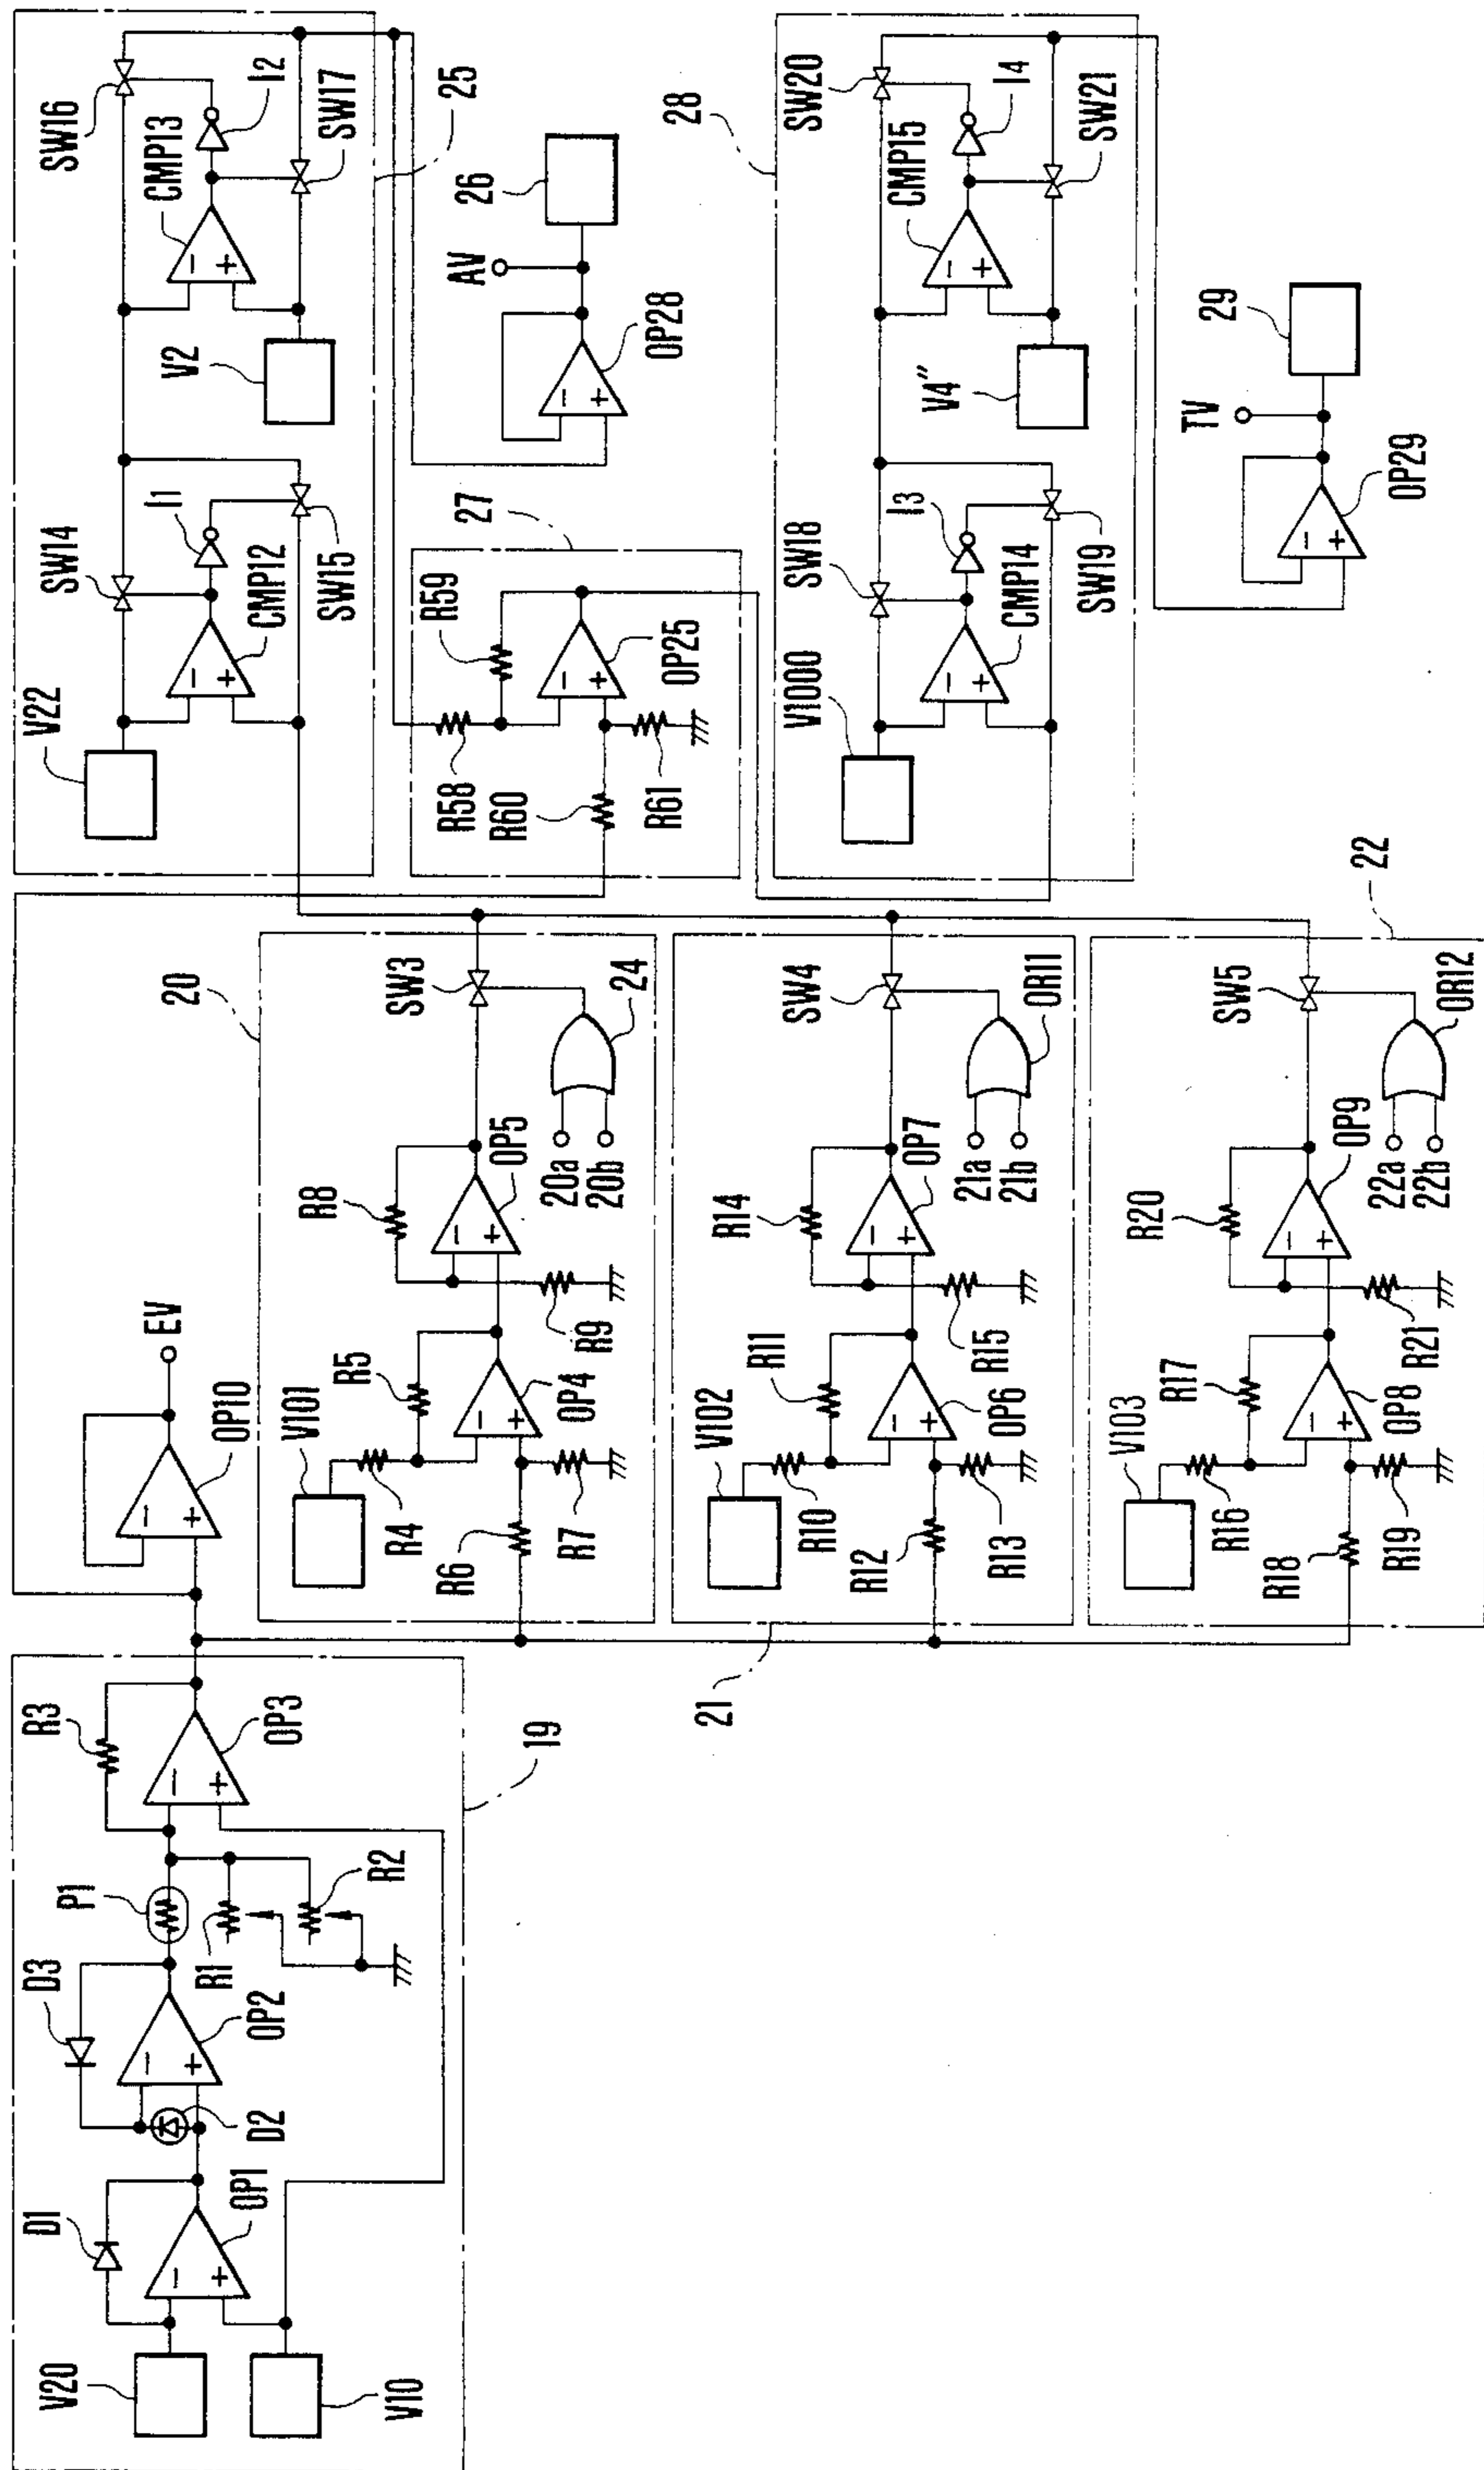 V20
V10
D1
OP1
D2
D3
OP2
P1
R1
R2
R3
OP3
19
OP10
EV
20
V101
R4
R5
R6
R7
OP4
R8
R9
OP5
SW3
20a
20b
24
21
V102
R10
R11
R12
R13
OP6
R14
R15
OP7
SW4
21a
21b
OR11
22
V103
R16
R17
R18
R19
OP8
R20
R21
OP9
SW5
22a
22b
OR12
V22
SW14
I1
CMP12
SW15
V2
SW16
CMP13
I2
SW17
25
27
R58
R59
R60
R61
OP25
AV
26
OP28
28
V1000
SW18
I3
CMP14
SW19
V4"
SW20
CMP15
I4
SW21
TV
29
OP29